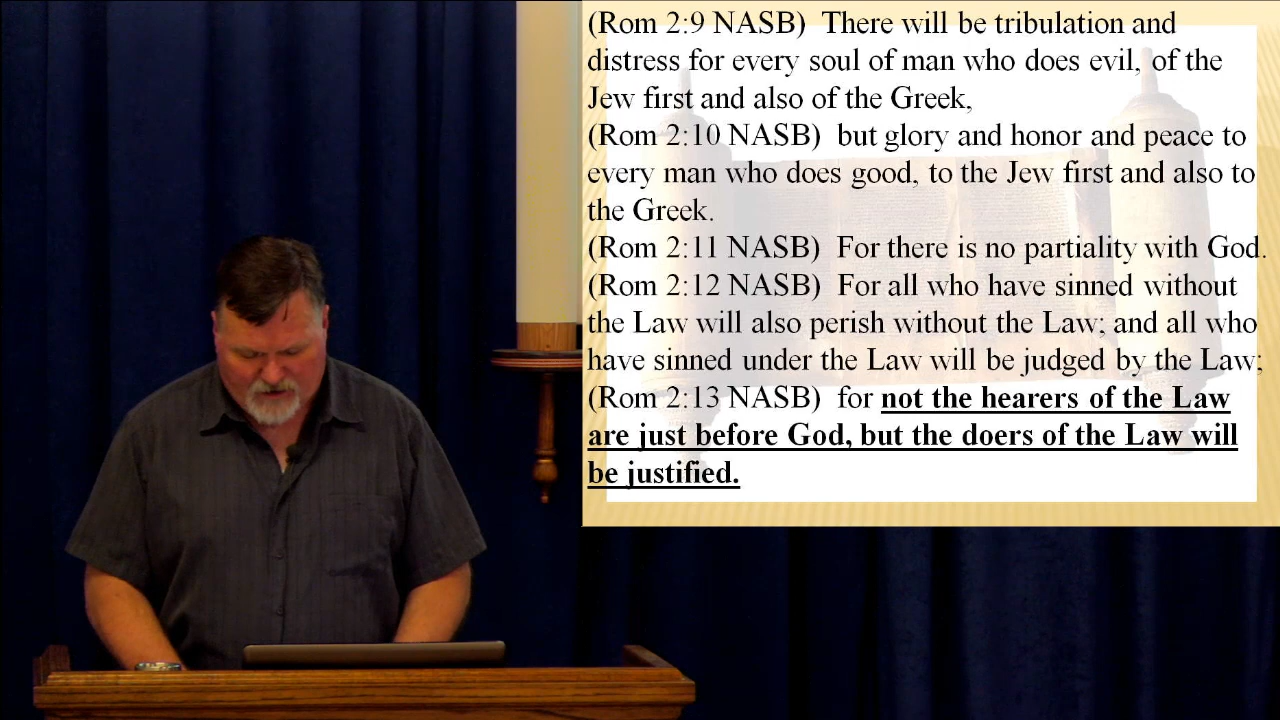 (Rom 2:9 NASB)  There will be tribulation and
distress for every soul of man who does evil, of the
Jew first and also of the Greek,
(Rom 2:10 NASB)  but glory and honor and peace to
every man who does good, to the Jew first and also to
the Greek.
(Rom 2:11 NASB)  For there is no partiality with God.
(Rom 2:12 NASB)  For all who have sinned without
the Law will also perish without the Law; and all who
have sinned under the Law will be judged by the Law;
(Rom 2:13 NASB)  for not the hearers of the Law
are just before God, but the doers of the Law will
be justified.